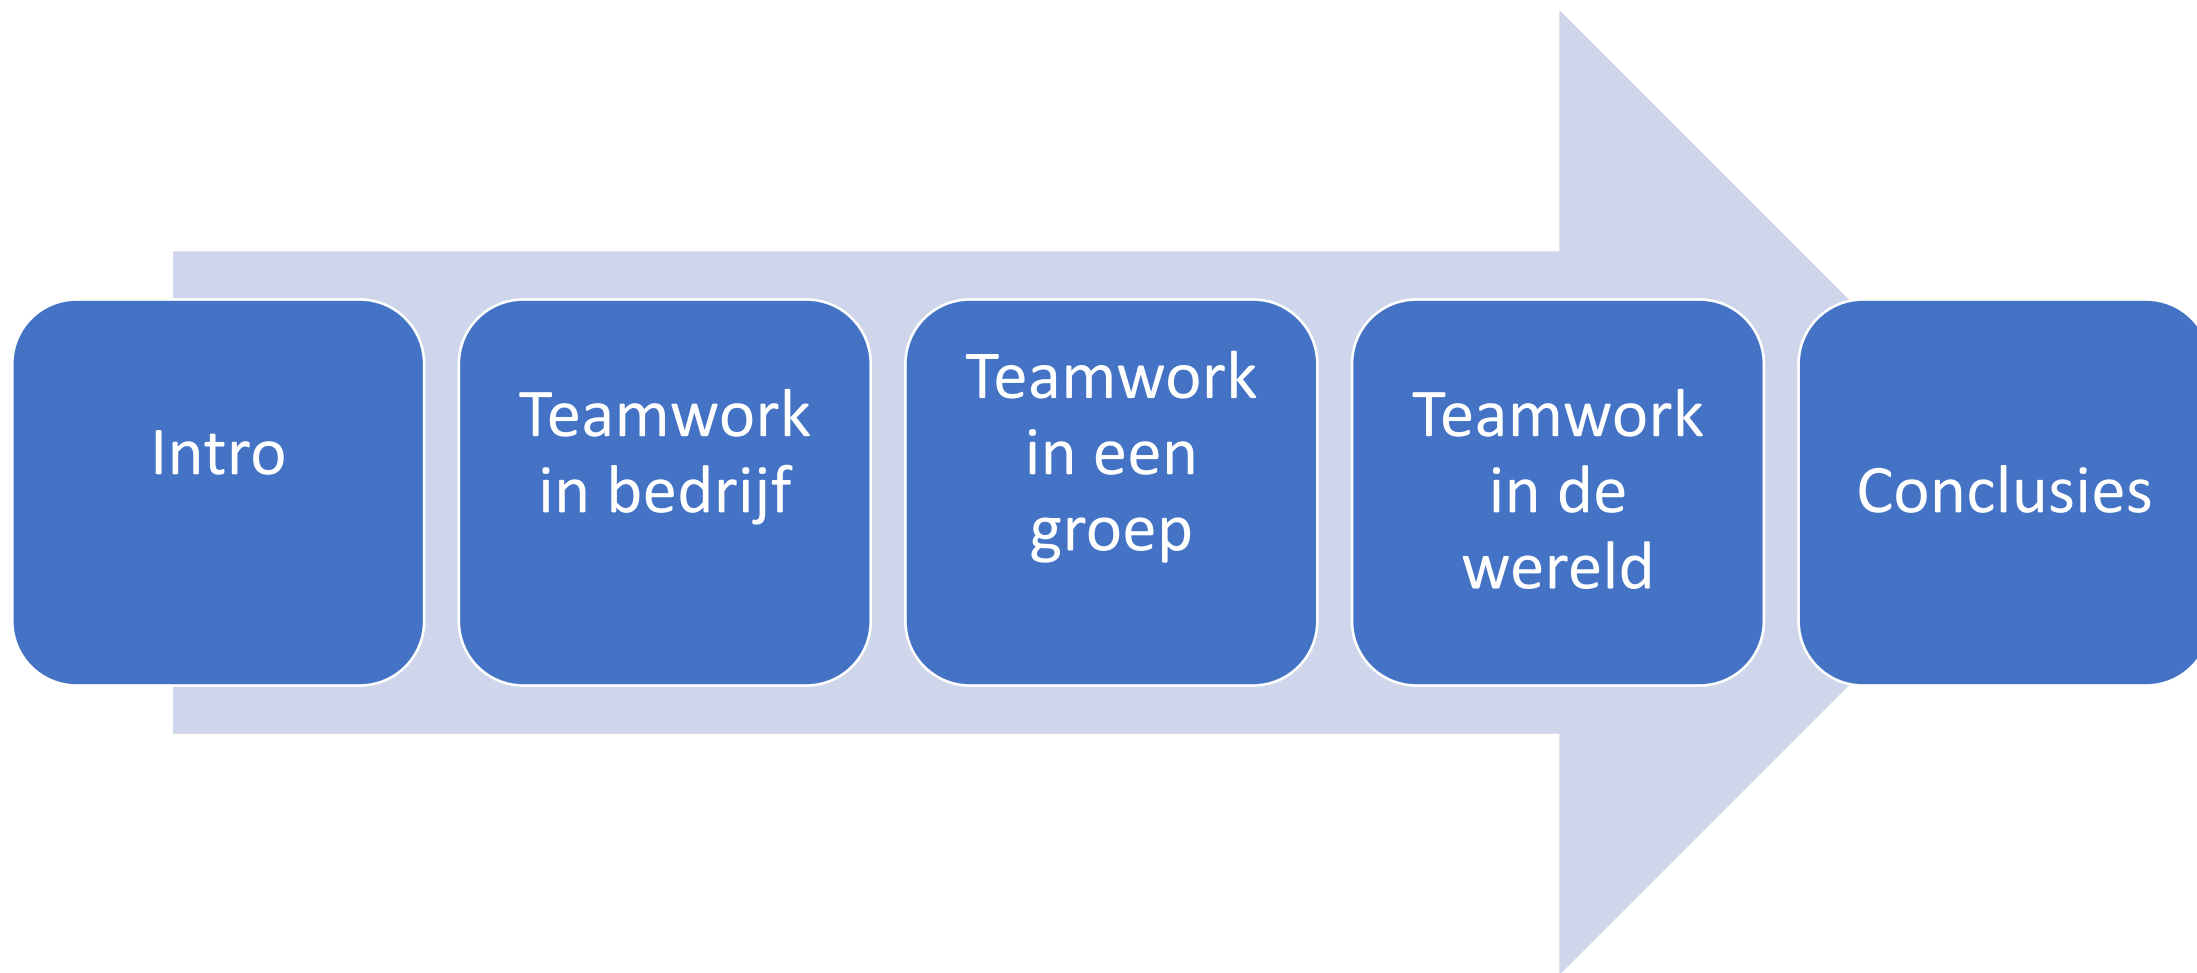 Intro
Teamwork
in bedrijf
Teamwork
in een
groep
Teamwork
in de
wereld
Conclusies